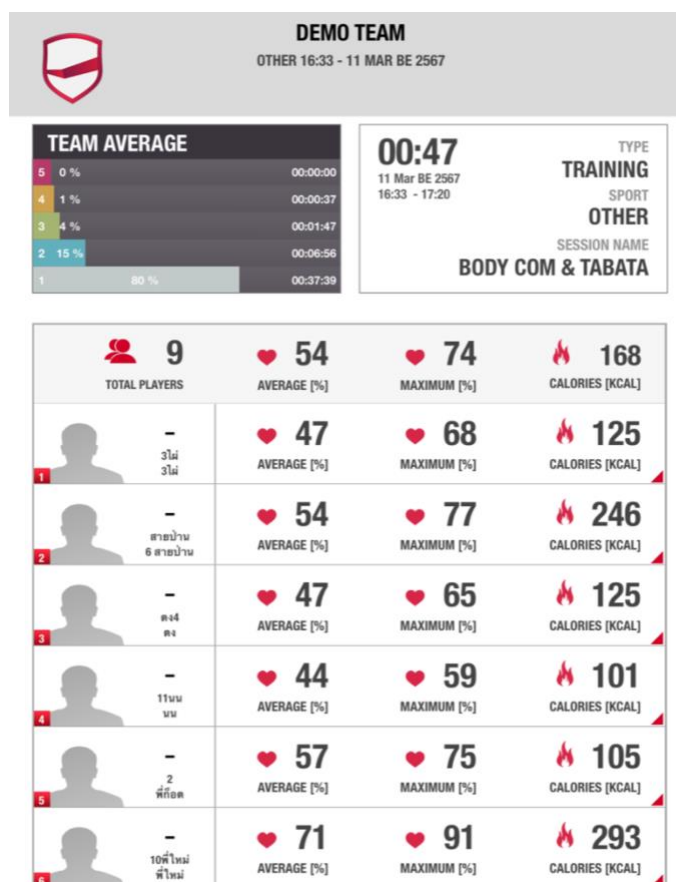 DEMO TEAM
OTHER 16:33 - 11 MAR BE 2567
TEAM AVERAGE
5 0 % 00:00:00
4 1 % 00:00:37
3 4 % 00:01:47
2 15 % 00:06:56
1 80 % 00:37:39
00:47
11 Mar BE 2567
16:33 - 17:20
TYPE
TRAINING
SPORT
OTHER
SESSION NAME
BODY COM & TABATA
9 54 74 168
TOTAL PLAYERS AVERAGE [%] MAXIMUM [%] CALORIES [KCAL]
– 47 68 125
3ไผ่
3ไผ่
1 AVERAGE [%] MAXIMUM [%] CALORIES [KCAL]
– 54 77 246
สายป่าน
6 สายป่าน
2 AVERAGE [%] MAXIMUM [%] CALORIES [KCAL]
– 47 65 125
คง4
คง
3 AVERAGE [%] MAXIMUM [%] CALORIES [KCAL]
– 44 59 101
11นน
นน
4 AVERAGE [%] MAXIMUM [%] CALORIES [KCAL]
– 57 75 105
2
พี่ก๊อต
5 AVERAGE [%] MAXIMUM [%] CALORIES [KCAL]
– 71 91 293
10พี่ใหม่
พี่ใหม่
6 AVERAGE [%] MAXIMUM [%] CALORIES [KCAL]